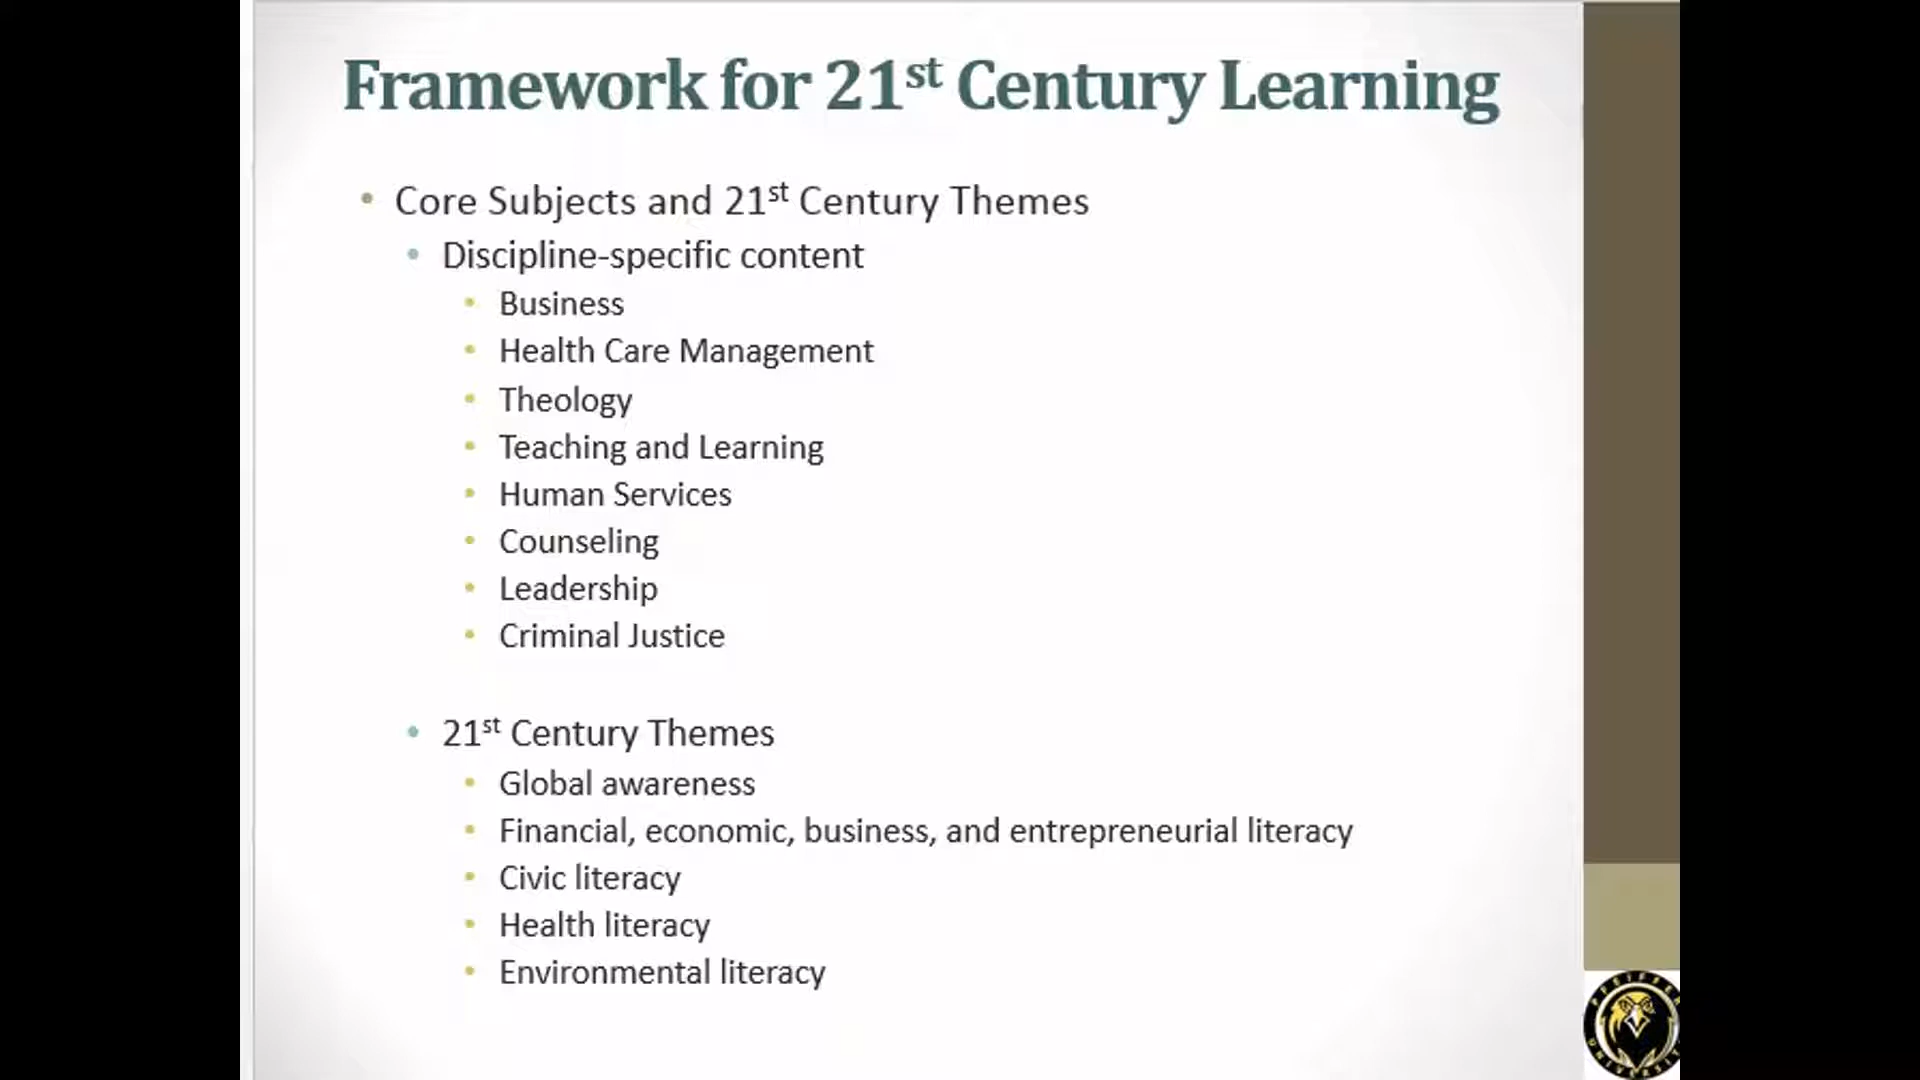 Framework for 21st Century Learning
• Core Subjects and 21st Century Themes
• Discipline-specific content
• Business
• Health Care Management
• Theology
• Teaching and Learning
• Human Services
• Counseling
• Leadership
• Criminal Justice
• 21st Century Themes
• Global awareness
• Financial, economic, business, and entrepreneurial literacy
• Civic literacy
• Health literacy
• Environmental literacy
PFEIFFER
UNIVERSITY